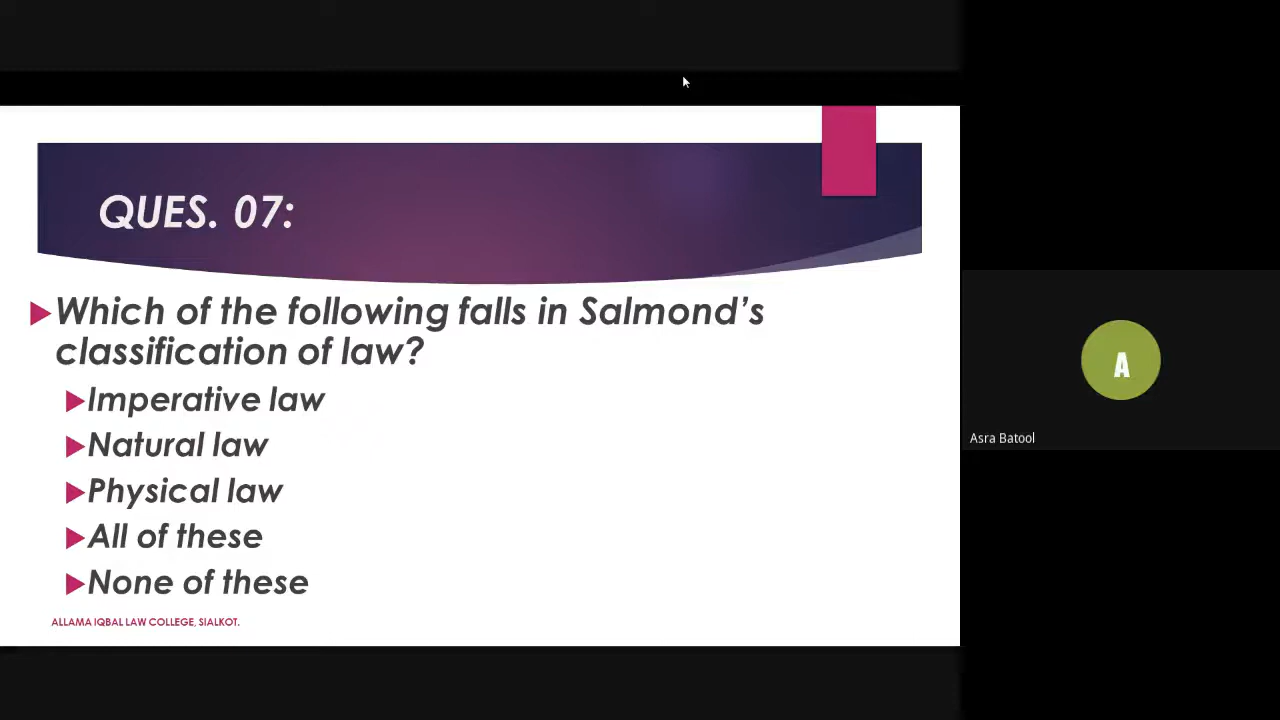 QUES. 07:
Which of the following falls in Salmond’s
classification of law?
Imperative law
Natural law
Physical law
All of these
None of these
ALLAMA IQBAL LAW COLLEGE, SIALKOT.
A
Asra Batool